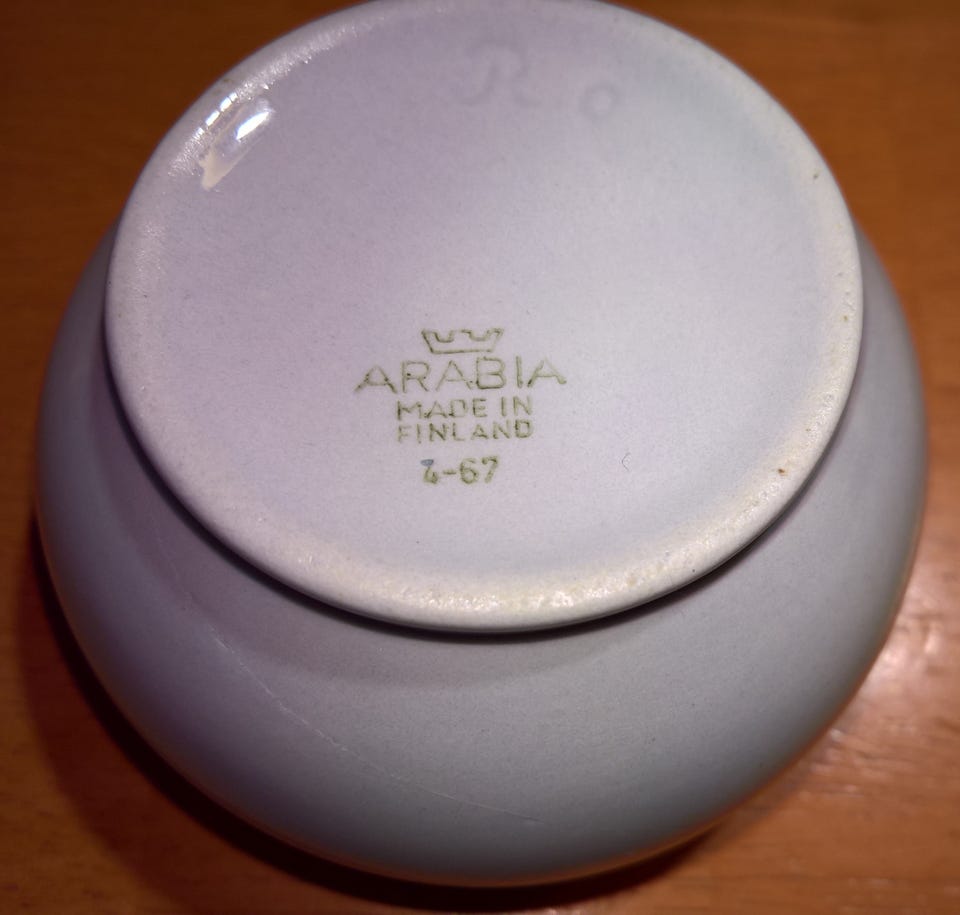 R o
ARABIA
MADE IN
FINLAND
-67